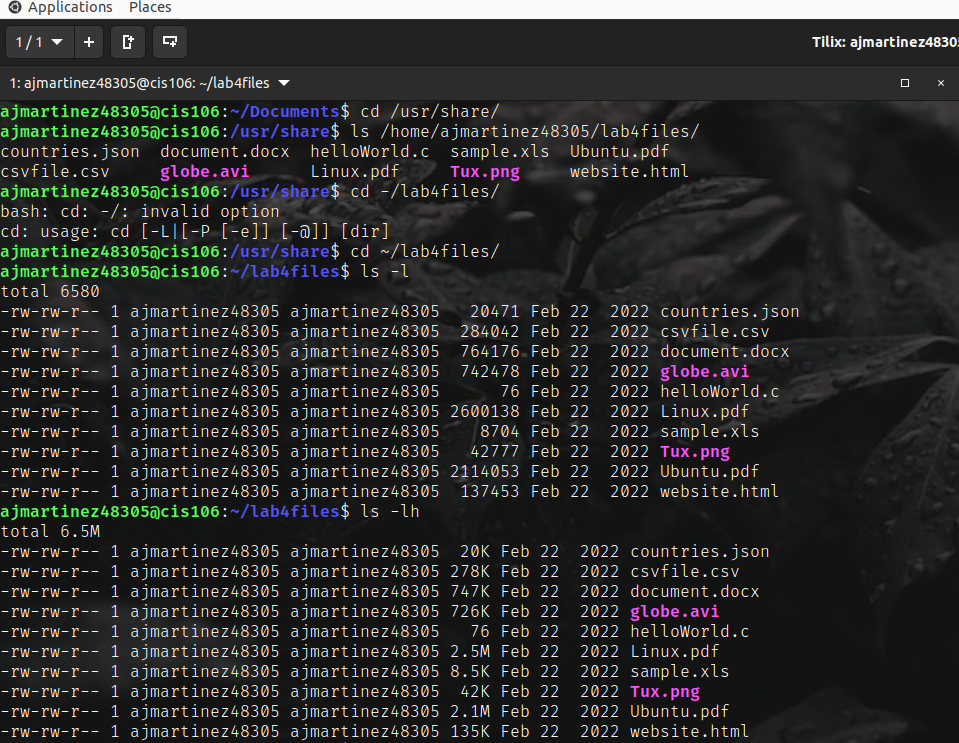 Applications Places
1 / 1
Tilix: ajmartinez4830
1: ajmartinez48305@cis106: ~/lab4files
ajmartinez48305@cis106:~/Documents$ cd /usr/share/
ajmartinez48305@cis106:/usr/share$ ls /home/ajmartinez48305/lab4files/
countries.json  document.docx  helloWorld.c  sample.xls  Ubuntu.pdf
csvfile.csv     globe.avi      Linux.pdf     Tux.png     website.html
ajmartinez48305@cis106:/usr/share$ cd -/lab4files/
bash: cd: -/: invalid option
cd: usage: cd [-L|[-P [-e]] [-@]] [dir]
ajmartinez48305@cis106:/usr/share$ cd ~/lab4files/
ajmartinez48305@cis106:~/lab4files$ ls -l
total 6580
-rw-rw-r-- 1 ajmartinez48305 ajmartinez48305   20471 Feb 22  2022 countries.json
-rw-rw-r-- 1 ajmartinez48305 ajmartinez48305  284042 Feb 22  2022 csvfile.csv
-rw-rw-r-- 1 ajmartinez48305 ajmartinez48305  764176 Feb 22  2022 document.docx
-rw-rw-r-- 1 ajmartinez48305 ajmartinez48305  742478 Feb 22  2022 globe.avi
-rw-rw-r-- 1 ajmartinez48305 ajmartinez48305      76 Feb 22  2022 helloWorld.c
-rw-rw-r-- 1 ajmartinez48305 ajmartinez48305 2600138 Feb 22  2022 Linux.pdf
-rw-rw-r-- 1 ajmartinez48305 ajmartinez48305    8704 Feb 22  2022 sample.xls
-rw-rw-r-- 1 ajmartinez48305 ajmartinez48305   42777 Feb 22  2022 Tux.png
-rw-rw-r-- 1 ajmartinez48305 ajmartinez48305 2114053 Feb 22  2022 Ubuntu.pdf
-rw-rw-r-- 1 ajmartinez48305 ajmartinez48305  137453 Feb 22  2022 website.html
ajmartinez48305@cis106:~/lab4files$ ls -lh
total 6.5M
-rw-rw-r-- 1 ajmartinez48305 ajmartinez48305  20K Feb 22  2022 countries.json
-rw-rw-r-- 1 ajmartinez48305 ajmartinez48305 278K Feb 22  2022 csvfile.csv
-rw-rw-r-- 1 ajmartinez48305 ajmartinez48305 747K Feb 22  2022 document.docx
-rw-rw-r-- 1 ajmartinez48305 ajmartinez48305 726K Feb 22  2022 globe.avi
-rw-rw-r-- 1 ajmartinez48305 ajmartinez48305   76 Feb 22  2022 helloWorld.c
-rw-rw-r-- 1 ajmartinez48305 ajmartinez48305 2.5M Feb 22  2022 Linux.pdf
-rw-rw-r-- 1 ajmartinez48305 ajmartinez48305 8.5K Feb 22  2022 sample.xls
-rw-rw-r-- 1 ajmartinez48305 ajmartinez48305  42K Feb 22  2022 Tux.png
-rw-rw-r-- 1 ajmartinez48305 ajmartinez48305 2.1M Feb 22  2022 Ubuntu.pdf
-rw-rw-r-- 1 ajmartinez48305 ajmartinez48305 135K Feb 22  2022 website.html